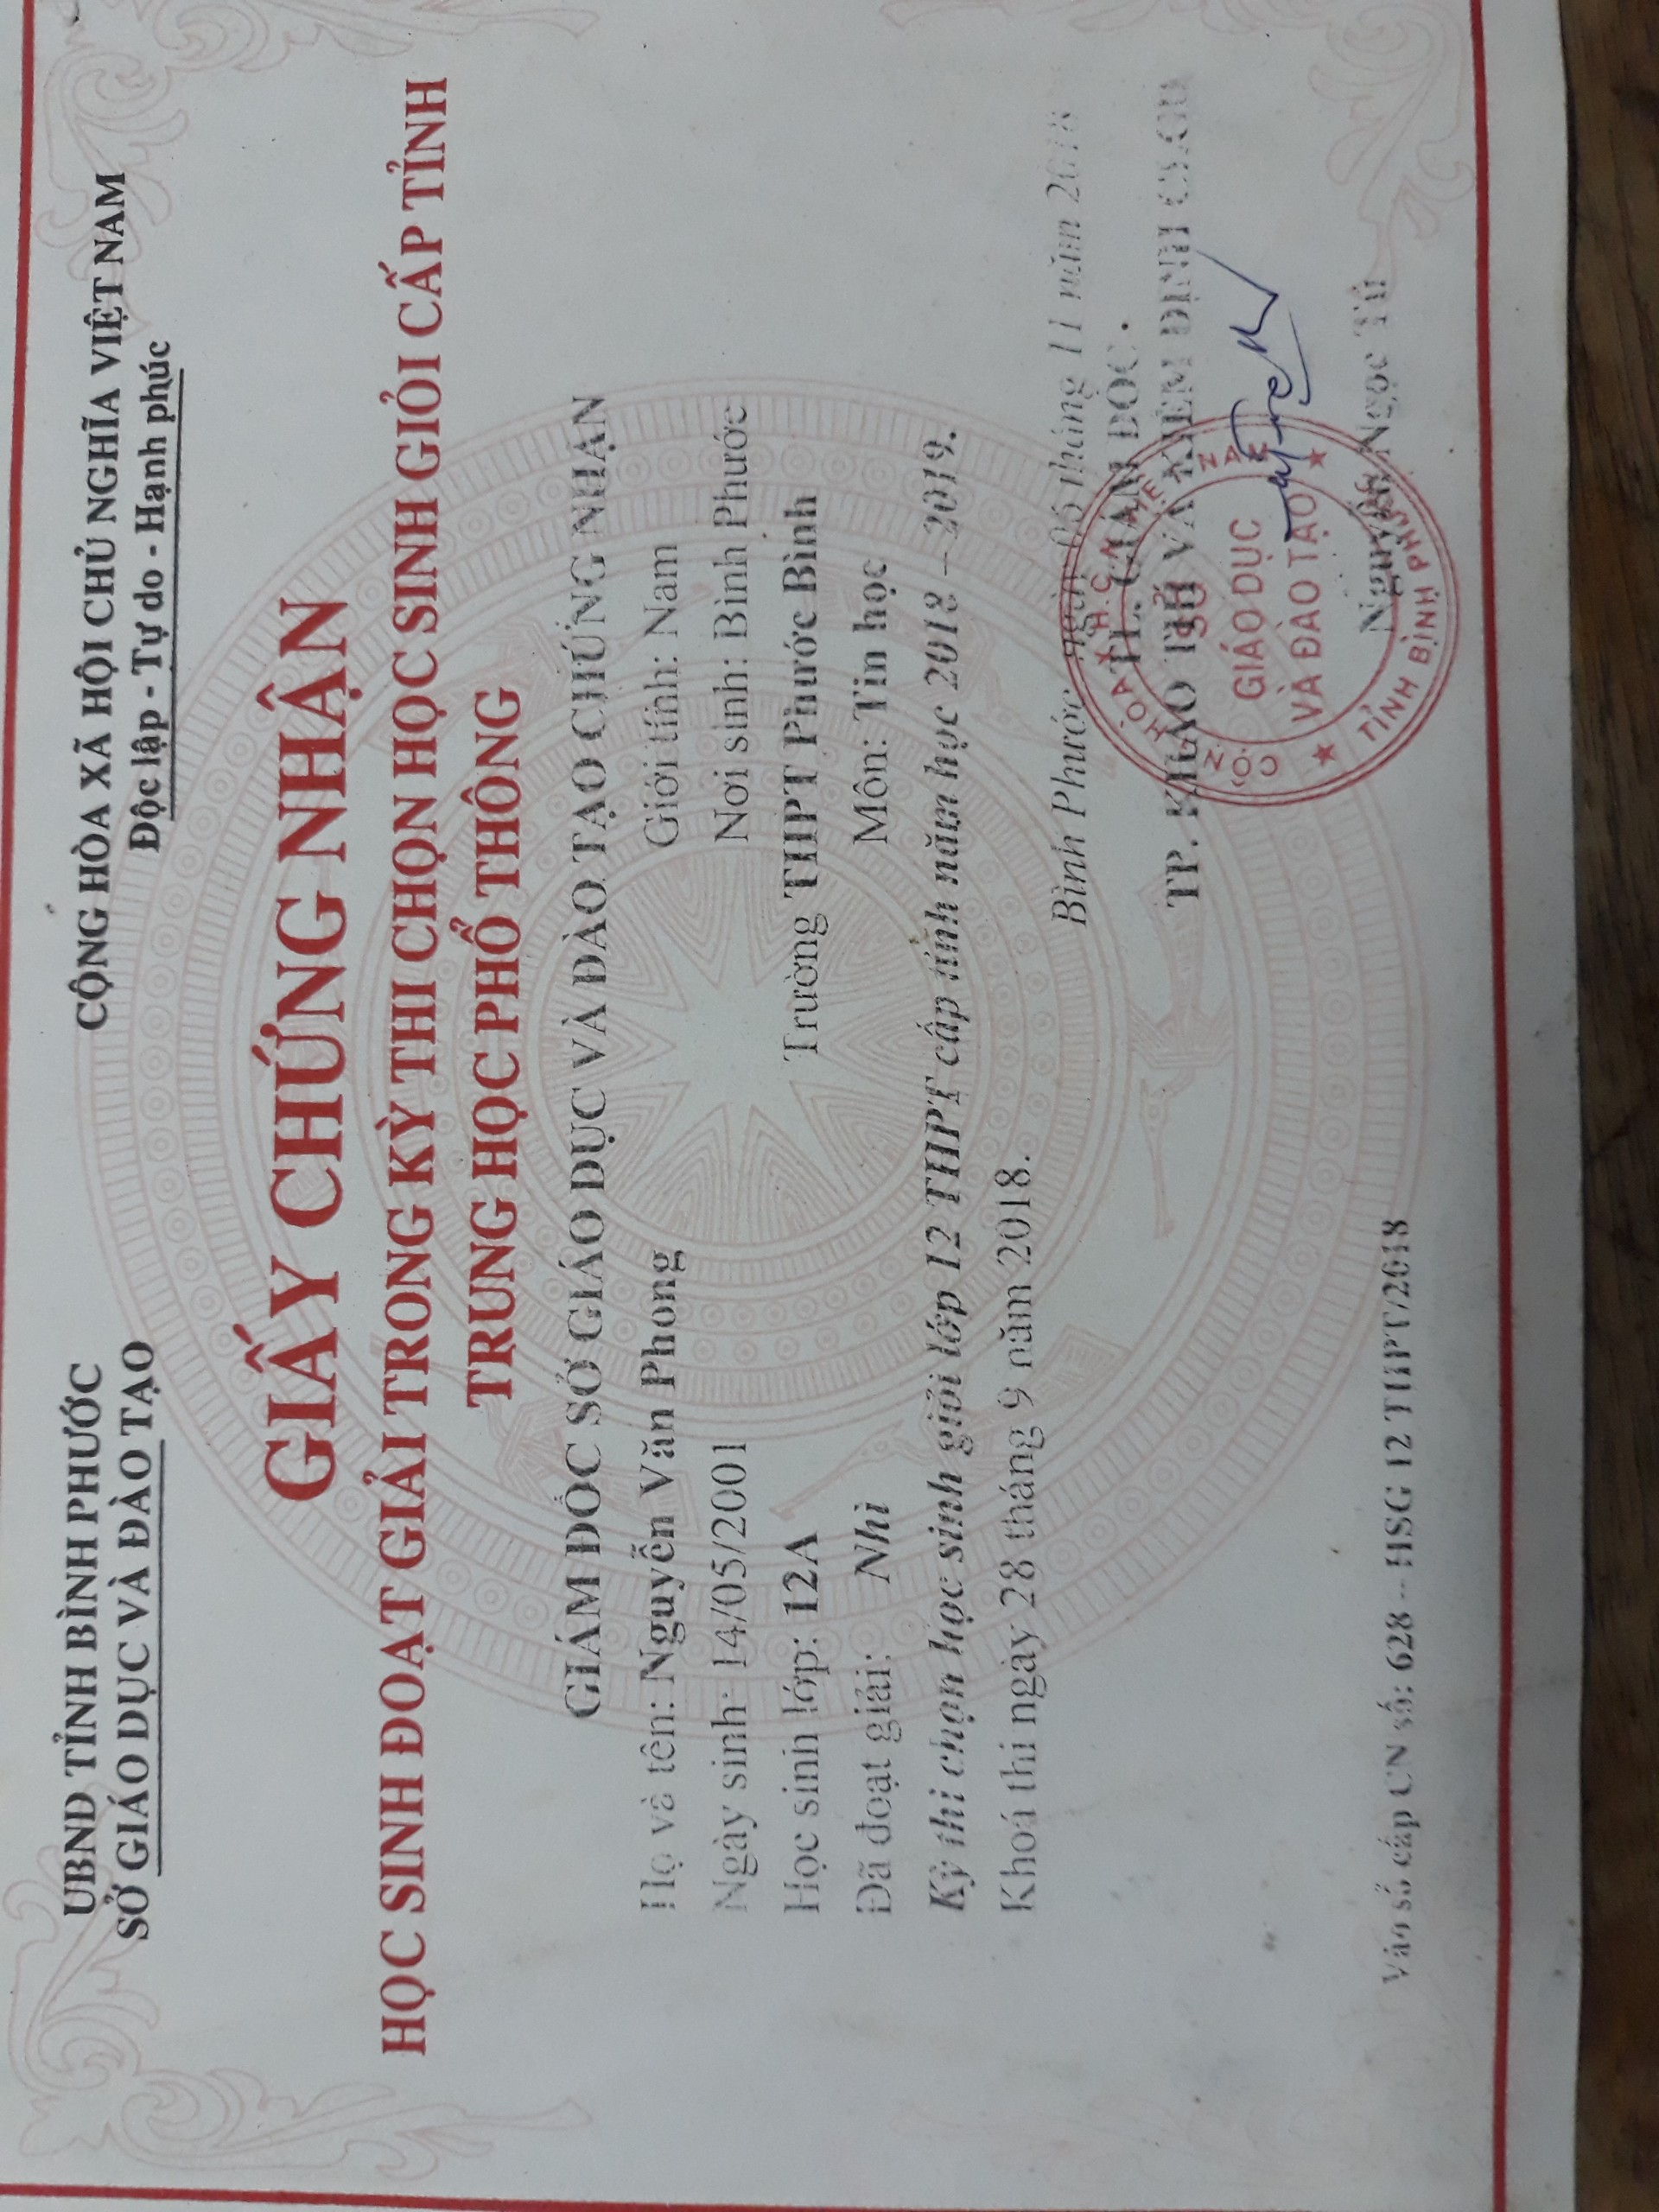 UBND TỈNH BÌNH PHƯỚC
SỞ GIÁO DỤC VÀ ĐÀO TẠO
CỘNG HÒA XÃ HỘI CHỦ NGHĨA VIỆT NAM
Độc lập - Tự do - Hạnh phúc
GIẤY CHỨNG NHẬN
HỌC SINH ĐOẠT GIẢI TRONG KỲ THI CHỌN HỌC SINH GIỎI CẤP TỈNH
TRUNG HỌC PHỔ THÔNG
GIÁM ĐỐC SỞ GIÁO DỤC VÀ ĐÀO TẠO CHỨNG NHẬN
Họ và tên: Nguyễn Văn Phong Giới tính: Nam
Ngày sinh: 14/05/2001 Nơi sinh: Bình Phước
Học sinh lớp: 12A Trường THPT Phước Bình
Đã đoạt giải: Nhì Môn: Tin học
Kỳ thi chọn học sinh giỏi lớp 12 THPT cấp tỉnh năm học 2018 – 2019.
Khoá thi ngày 28 tháng 9 năm 2018.
Bình Phước ngày 05 tháng 11 năm 2018
TL. GIÁM ĐỐC.
TP. KHẢO THÍ VÀ KIỂM ĐỊNH CLGD
CỘNG HÒA X.H.C.N VIỆT NAM
SỞ
GIÁO DỤC
VÀ ĐÀO TẠO
TỈNH BÌNH PHƯỚC
Nguyễn Ngọc Tú
Vào sổ cấp CN số: 628 – HSG 12 THPT/2018